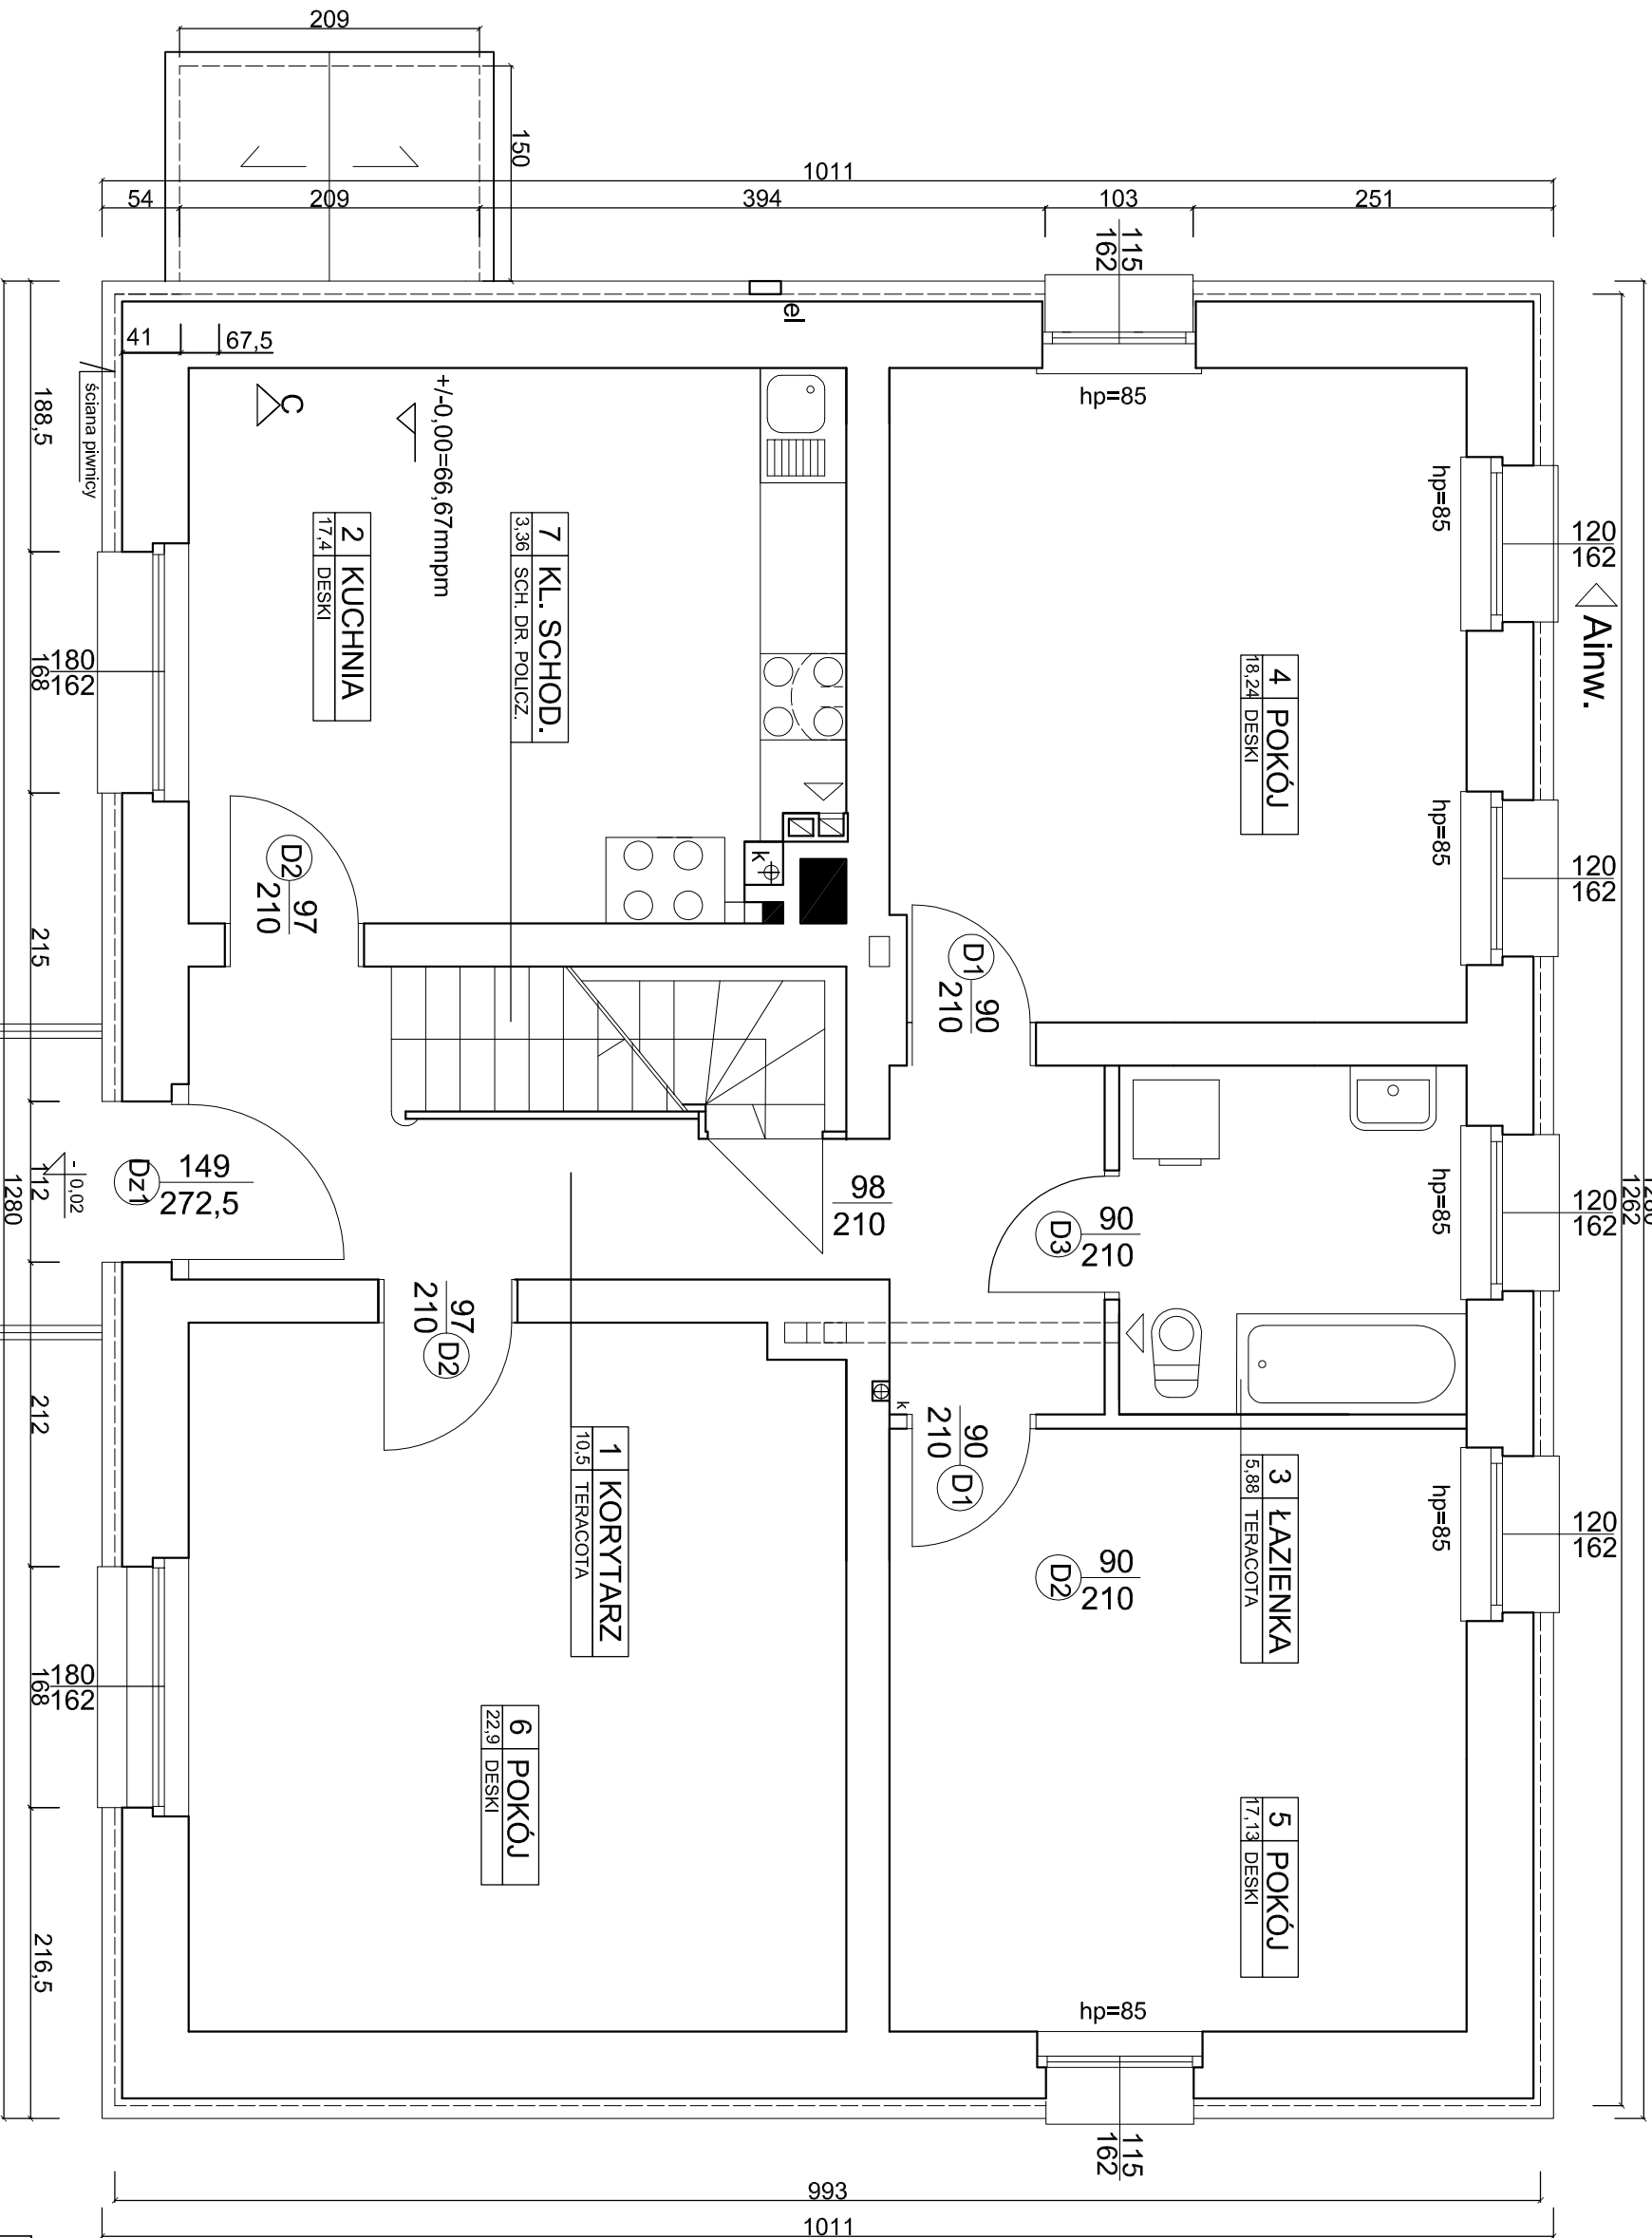 209
150
1011
54
209
394
103
251
115
162
el
41
67,5
ściana piwnicy
hp=85
hp=85
120
162
Ainw.
C
+/-0,00=66,67mnpm
2 KUCHNIA
17,4 DESKI
7 KL. SCHOD.
3,36 SCH. DR. POLICZ.
4 POKÓJ
18,24 DESKI
hp=85
120
162
188,5
180
162
168
215
D2
97
210
k
D1
90
210
112
-0,02
1280
Dz1
149
272,5
98
210
D3
90
210
hp=85
120
162
1280
1262
97
210
D2
212
k
90
210
D1
1 KORYTARZ
10,5 TERACOTA
3 ŁAZIENKA
5,88 TERACOTA
hp=85
120
162
D2
90
210
180
162
168
6 POKÓJ
22,9 DESKI
5 POKÓJ
17,13 DESKI
216,5
hp=85
115
162
993
1011